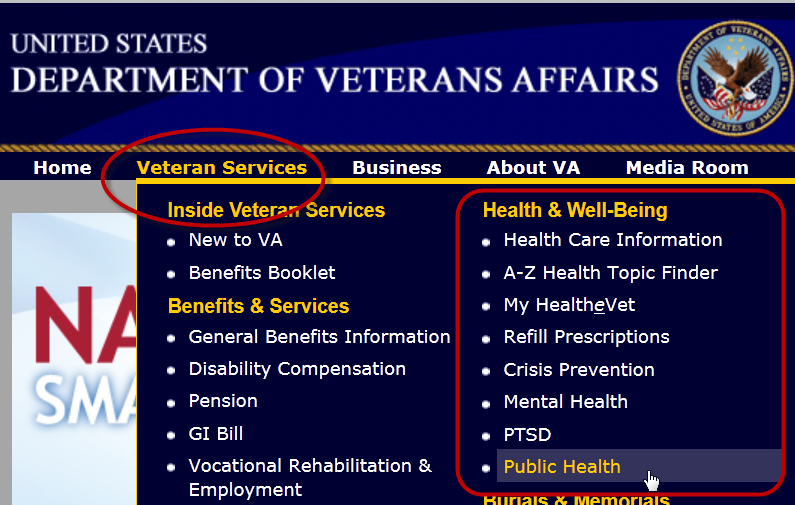 UNITED STATES
DEPARTMENT OF VETERANS AFFAIRS
DEPARTMENT OF VETERANS AFFAIRS
UNITED STATES OF AMERICA
Home Veteran Services Business About VA Media Room
Inside Veteran Services
New to VA
Benefits Booklet
Benefits & Services
General Benefits Information
Disability Compensation
Pension
GI Bill
Vocational Rehabilitation &
Employment
Health & Well-Being
Health Care Information
A-Z Health Topic Finder
My HealtheVet
Refill Prescriptions
Crisis Prevention
Mental Health
PTSD
Public Health
Burials & Memorials
NA
SMA